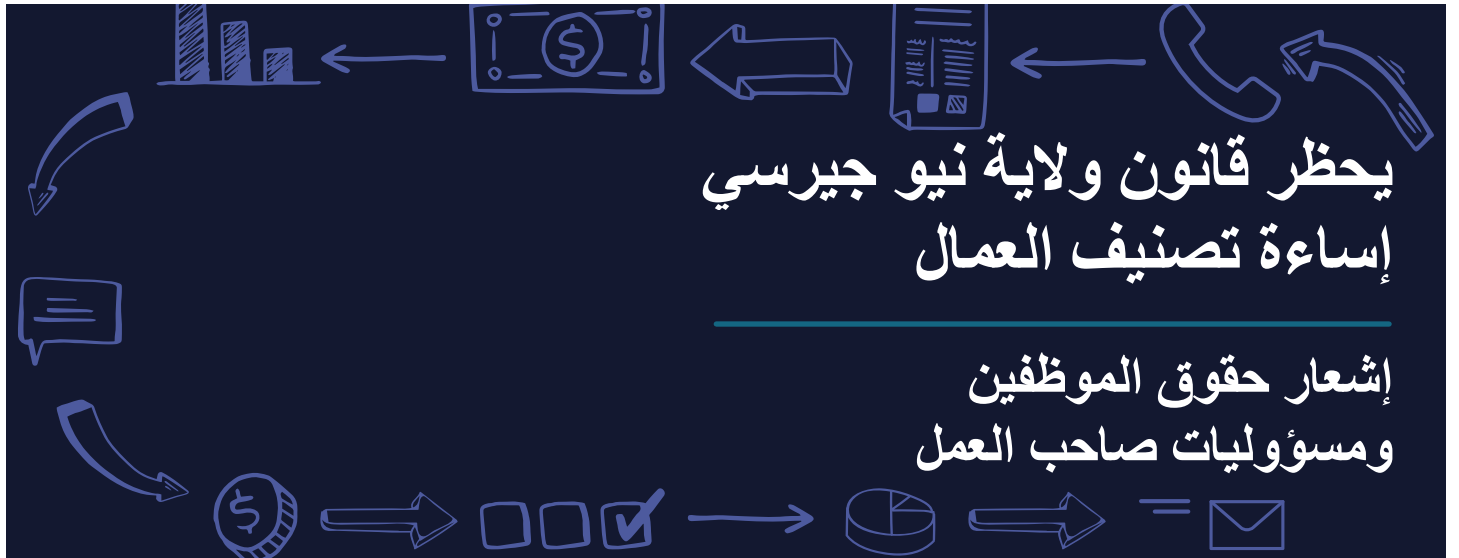 يحظر قانون ولاية نيو جيرسي
إساءة تصنيف العمال
إشعار حقوق الموظفين
ومسؤوليات صاحب العمل